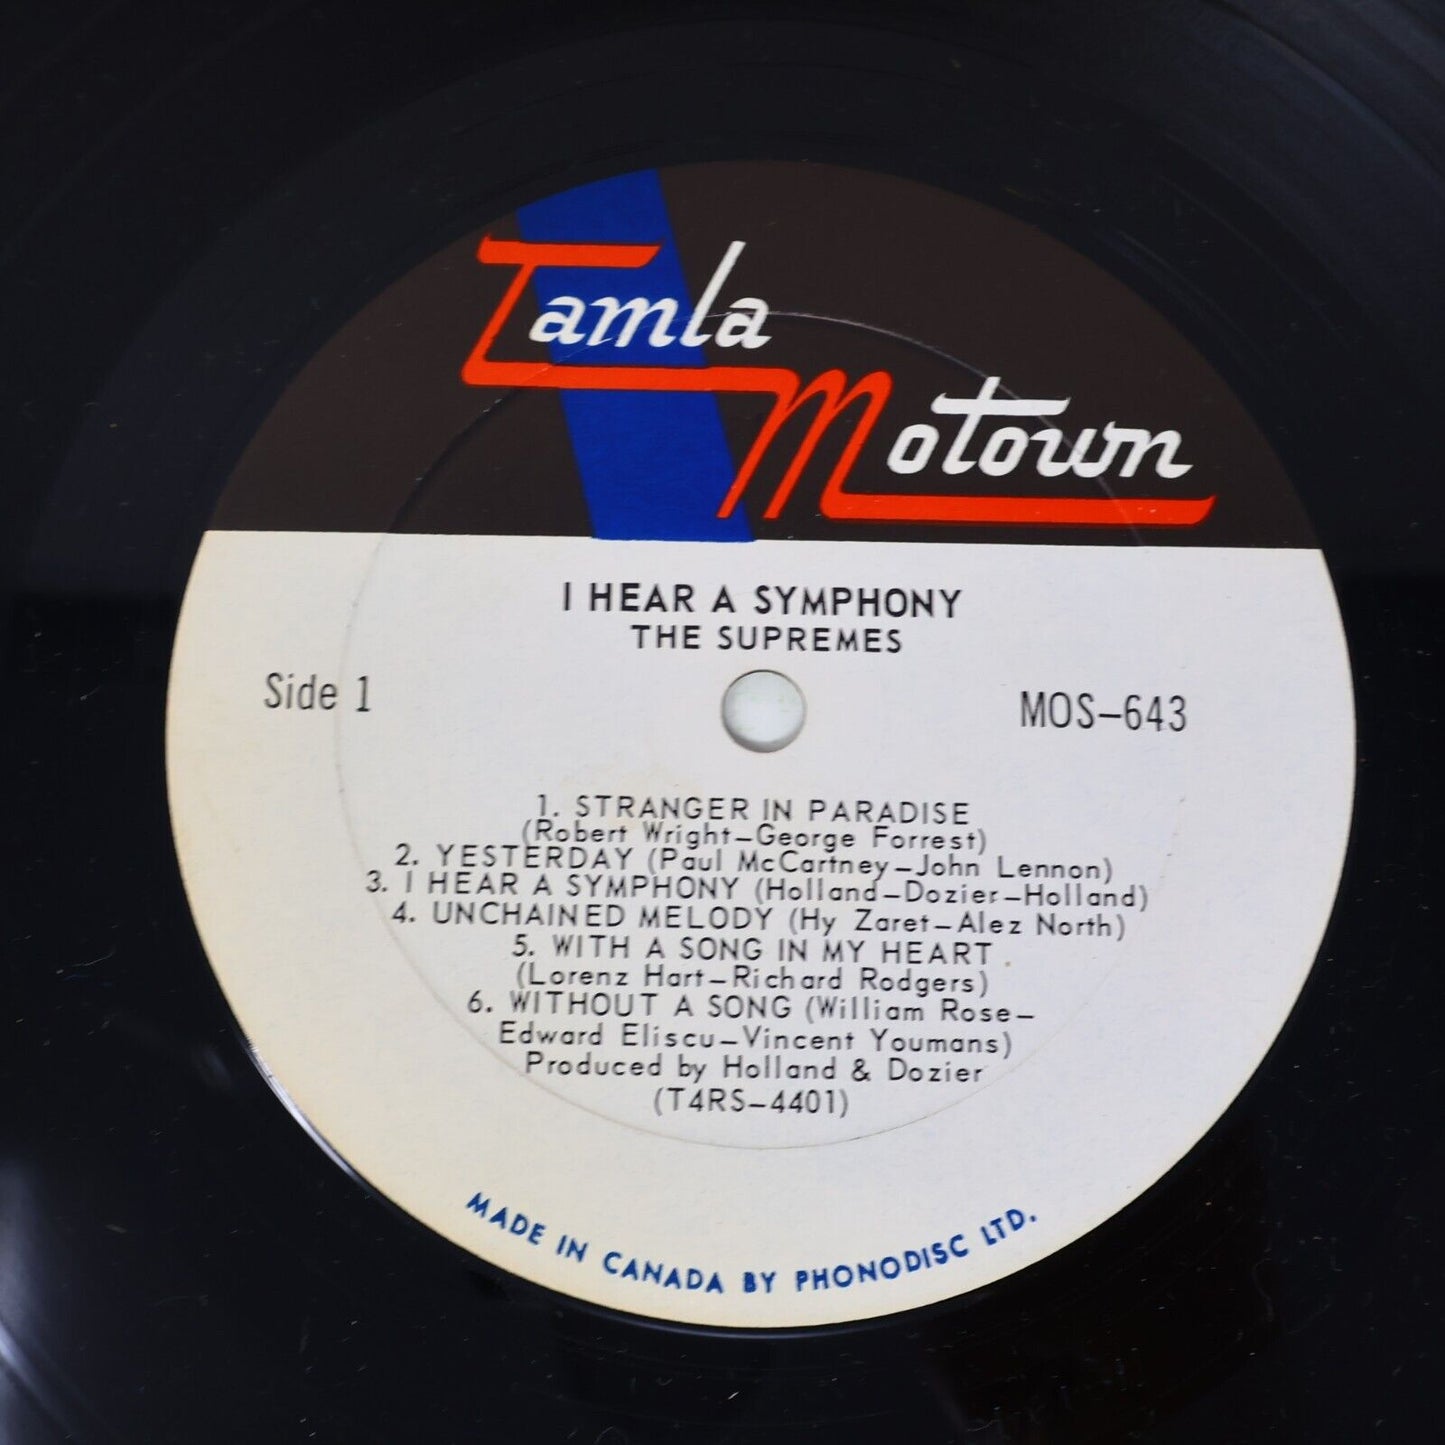 Tamla
Motown
I HEAR A SYMPHONY
THE SUPREMES
Side 1
MOS-643
1. STRANGER IN PARADISE
(Robert Wright-George Forrest)
2. YESTERDAY (Paul McCartney-John Lennon)
3. I HEAR A SYMPHONY (Holland-Dozier-Holland)
4. UNCHAINED MELODY (Hy Zaret-Alez North)
5. WITH A SONG IN MY HEART
(Lorenz Hart-Richard Rodgers)
6. WITHOUT A SONG (William Rose-
Edward Eliscu-Vincent Youmans)
Produced by Holland & Dozier
(T4RS-4401)
MADE IN CANADA BY PHONODISC LTD.